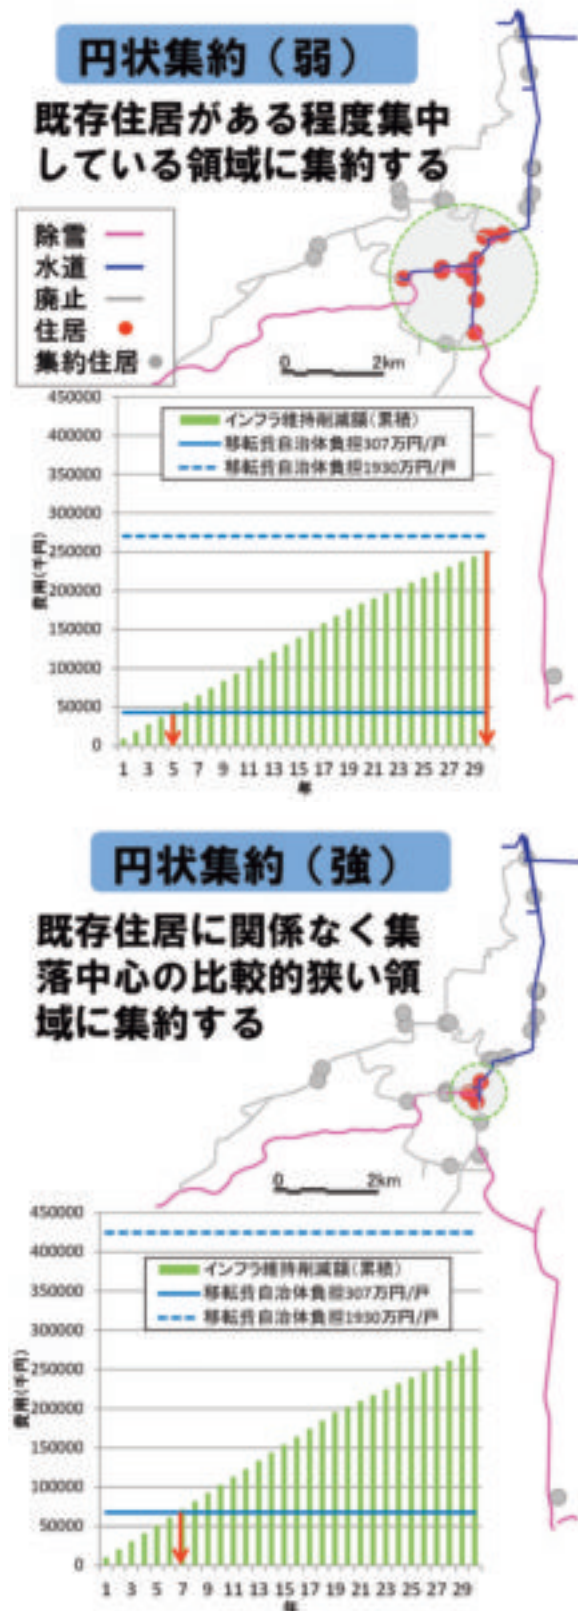 円状集約（弱）
既存住居がある程度集中
している領域に集約する
除雪
水道
廃止
住居
集約住居
0 2km
450000
400000
350000
300000
250000
200000
150000
100000
50000
0
費用(千円)
インフラ維持削減額(累積)
移転費自治体負担307万円/戸
移転費自治体負担1930万円/戸
1 3 5 7 9 11 13 15 17 19 21 23 25 27 29
年
円状集約（強）
既存住居に関係なく集
落中心の比較的狭い領
域に集約する
0 2km
450000
400000
350000
300000
250000
200000
150000
100000
50000
0
費用(千円)
インフラ維持削減額(累積)
移転費自治体負担307万円/戸
移転費自治体負担1930万円/戸
1 3 5 7 9 11 13 15 17 19 21 23 25 27 29
年